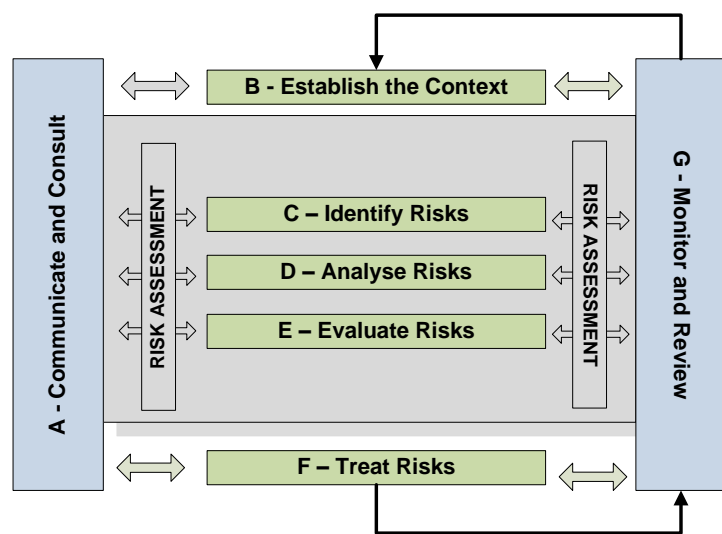 B - Establish the Context
A - Communicate and Consult
RISK ASSESSMENT
C – Identify Risks
D – Analyse Risks
E – Evaluate Risks
RISK ASSESSMENT
G - Monitor and Review
F – Treat Risks